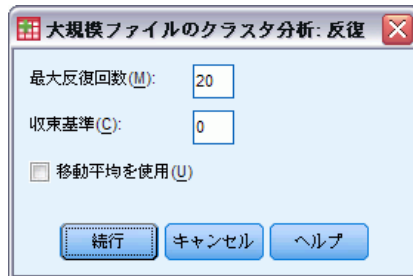 大規模ファイルのクラスタ分析: 反復
最大反復回数(M): 20
収束基準(C): 0
移動平均を使用(U)
続行 キャンセル ヘルプ